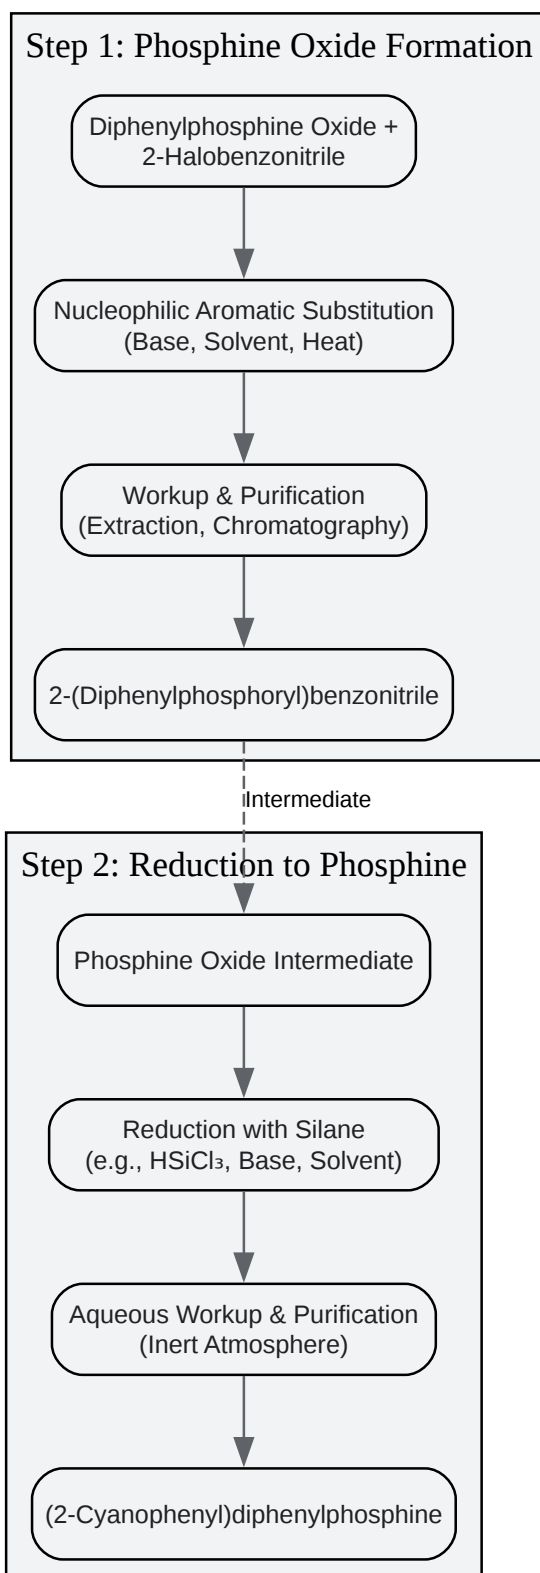 Step 1: Phosphine Oxide Formation
Diphenylphosphine Oxide +
2-Halobenzonitrile
Nucleophilic Aromatic Substitution
(Base, Solvent, Heat)
Workup & Purification
(Extraction, Chromatography)
2-(Diphenylphosphoryl)benzonitrile
Intermediate
Step 2: Reduction to Phosphine
Phosphine Oxide Intermediate
Reduction with Silane
(e.g., HSiCl₃, Base, Solvent)
Aqueous Workup & Purification
(Inert Atmosphere)
(2-Cyanophenyl)diphenylphosphine